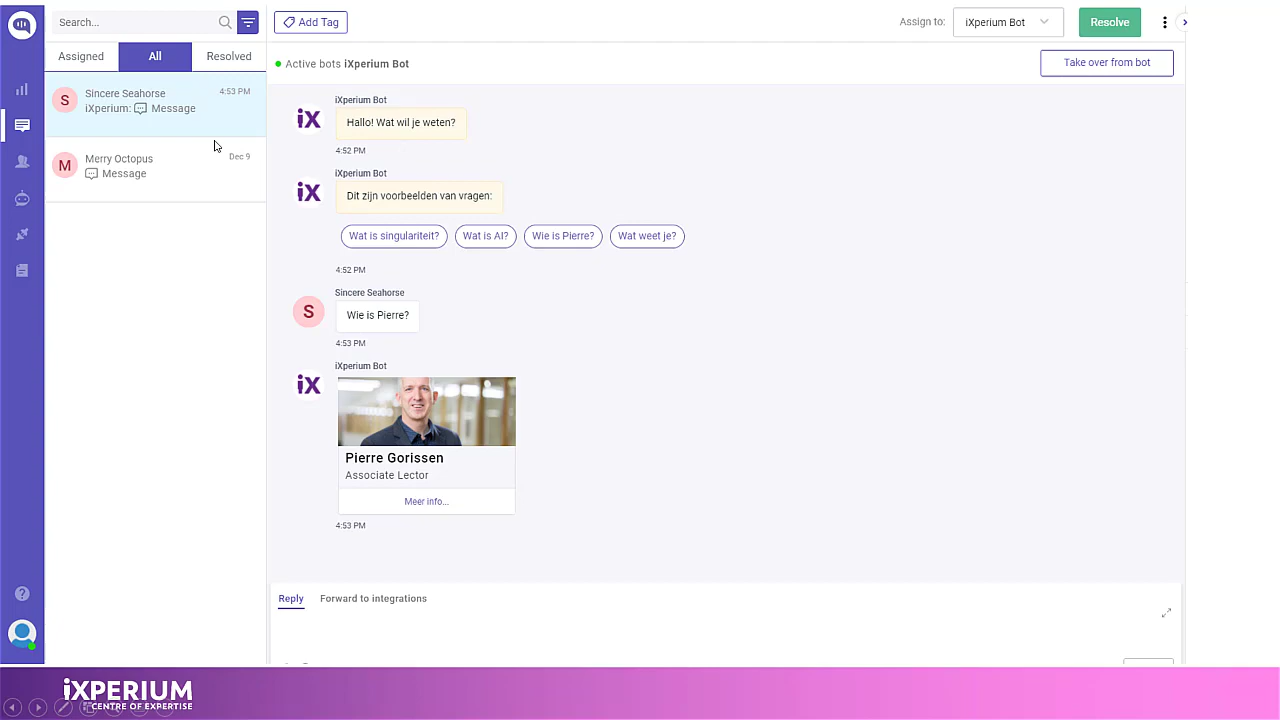 Search...
Add Tag
Assign to:
iXperium Bot
Resolve
Assigned
All
Resolved
Active bots iXperium Bot
Take over from bot
S
Sincere Seahorse
4:53 PM
iXperium: Message
M
Merry Octopus
Dec 9
Message
iXperium Bot
iX
Hallo! Wat wil je weten?
4:52 PM
iXperium Bot
iX
Dit zijn voorbeelden van vragen:
Wat is singulariteit?
Wat is AI?
Wie is Pierre?
Wat weet je?
4:52 PM
Sincere Seahorse
S
Wie is Pierre?
4:53 PM
iXperium Bot
iX
Pierre Gorissen
Associate Lector
Meer info...
4:53 PM
Reply
Forward to integrations
iXPERIUM
CENTRE OF EXPERTISE